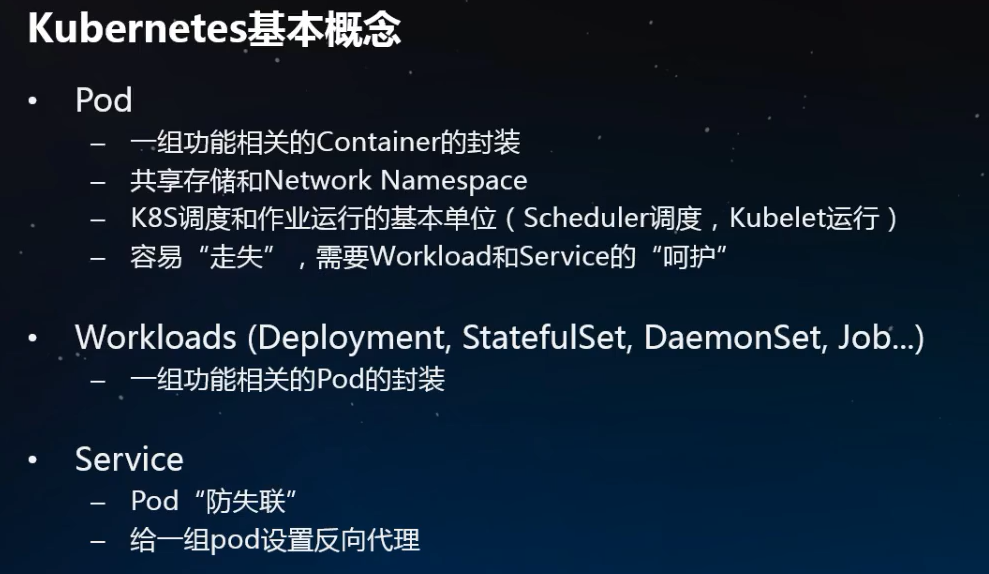 Kubernetes基本概念
• Pod
– 一组功能相关的Container的封装
– 共享存储和Network Namespace
– K8S调度和作业运行的基本单位（Scheduler调度，Kubelet运行）
– 容易“走失”，需要Workload和Service的“呵护”
• Workloads (Deployment, StatefulSet, DaemonSet, Job...)
– 一组功能相关的Pod的封装
• Service
– Pod“防失联”
– 给一组pod设置反向代理